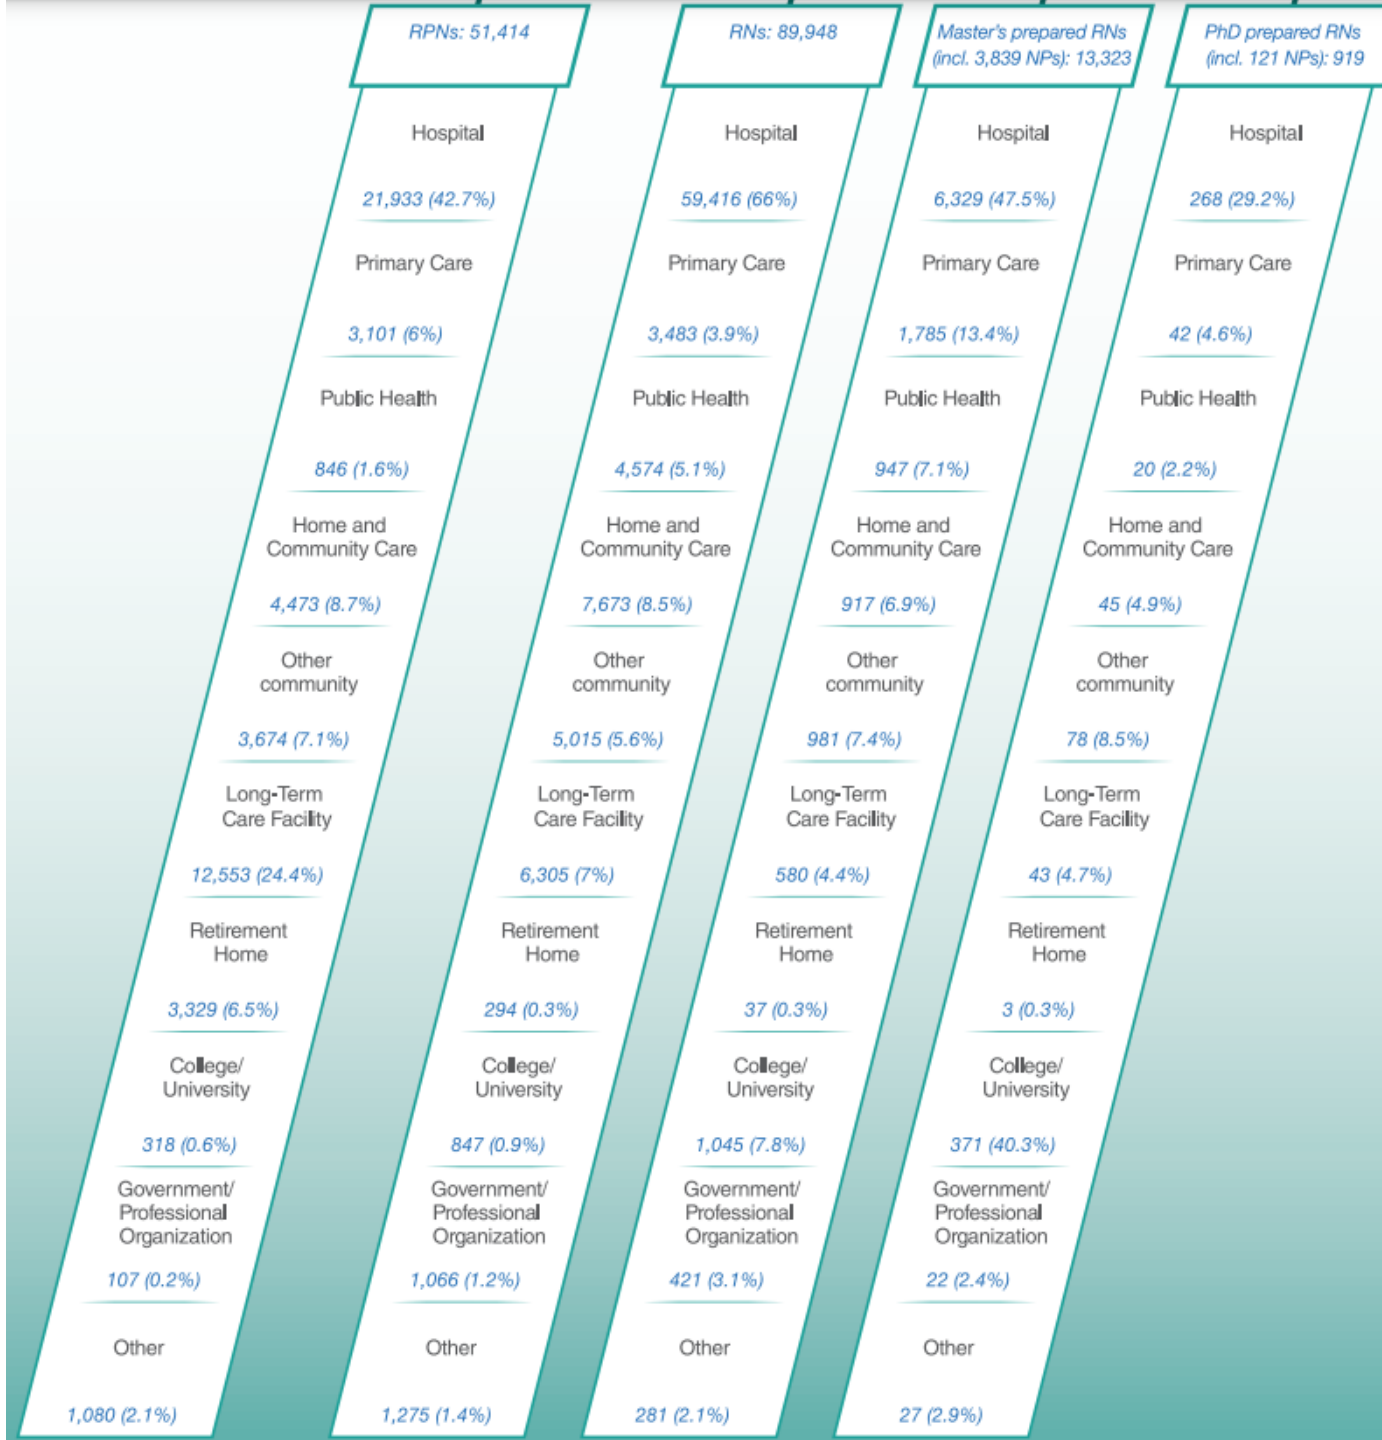 RPNs: 51,414
Hospital
21,933 (42.7%)
Primary Care
3,101 (6%)
Public Health
846 (1.6%)
Home and
Community Care
4,473 (8.7%)
Other
community
3,674 (7.1%)
Long-Term
Care Facility
12,553 (24.4%)
Retirement
Home
3,329 (6.5%)
College/
University
318 (0.6%)
Government/
Professional
Organization
107 (0.2%)
Other
1,080 (2.1%)
RNs: 89,948
Hospital
59,416 (66%)
Primary Care
3,483 (3.9%)
Public Health
4,574 (5.1%)
Home and
Community Care
7,673 (8.5%)
Other
community
5,015 (5.6%)
Long-Term
Care Facility
6,305 (7%)
Retirement
Home
294 (0.3%)
College/
University
847 (0.9%)
Government/
Professional
Organization
1,066 (1.2%)
Other
1,275 (1.4%)
Master's prepared RNs
(incl. 3,839 NPs): 13,323
Hospital
6,329 (47.5%)
Primary Care
1,785 (13.4%)
Public Health
947 (7.1%)
Home and
Community Care
917 (6.9%)
Other
community
981 (7.4%)
Long-Term
Care Facility
580 (4.4%)
Retirement
Home
37 (0.3%)
College/
University
1,045 (7.8%)
Government/
Professional
Organization
421 (3.1%)
Other
281 (2.1%)
PhD prepared RNs
(incl. 121 NPs): 919
Hospital
268 (29.2%)
Primary Care
42 (4.6%)
Public Health
20 (2.2%)
Home and
Community Care
45 (4.9%)
Other
community
78 (8.5%)
Long-Term
Care Facility
43 (4.7%)
Retirement
Home
3 (0.3%)
College/
University
371 (40.3%)
Government/
Professional
Organization
22 (2.4%)
Other
27 (2.9%)